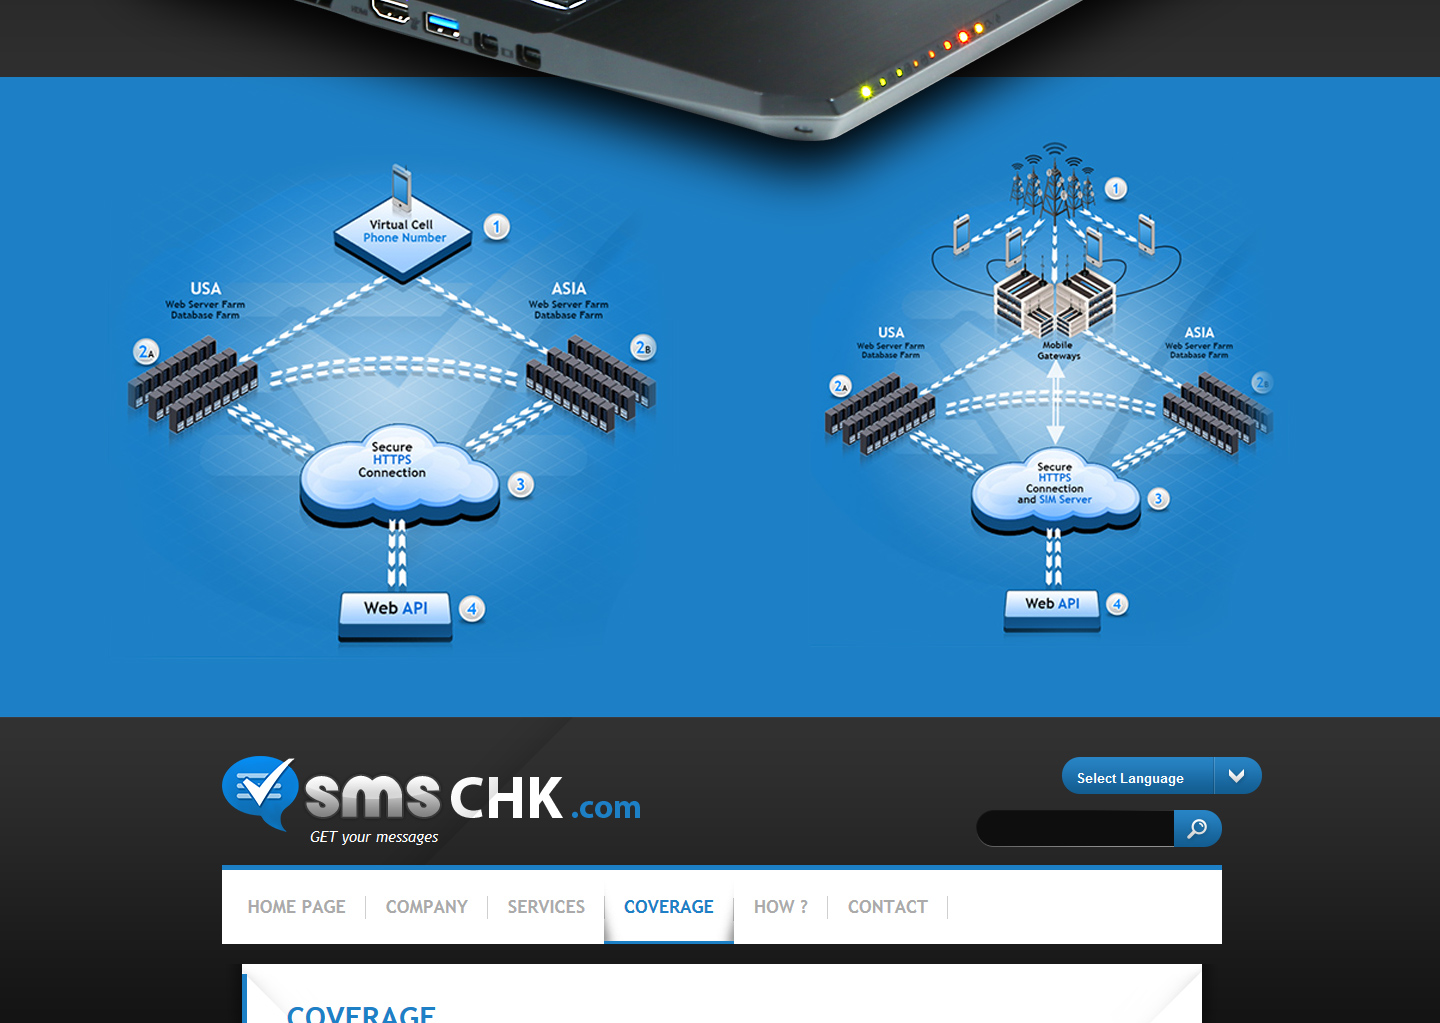 HDMI
Virtual Cell
Phone Number
1
USA
Web Server Farm
Database Farm
ASIA
Web Server Farm
Database Farm
2A
2B
Secure
HTTPS
Connection
3
Web API
4
1
USA
Web Server Farm
Database Farm
ASIA
Web Server Farm
Database Farm
Mobile
Gateways
2A
2B
Secure
HTTPS
Connection
and SIM Server
3
Web API
4
sms CHK .com
GET your messages
Select Language
HOME PAGE
COMPANY
SERVICES
COVERAGE
HOW ?
CONTACT
COVERAGE